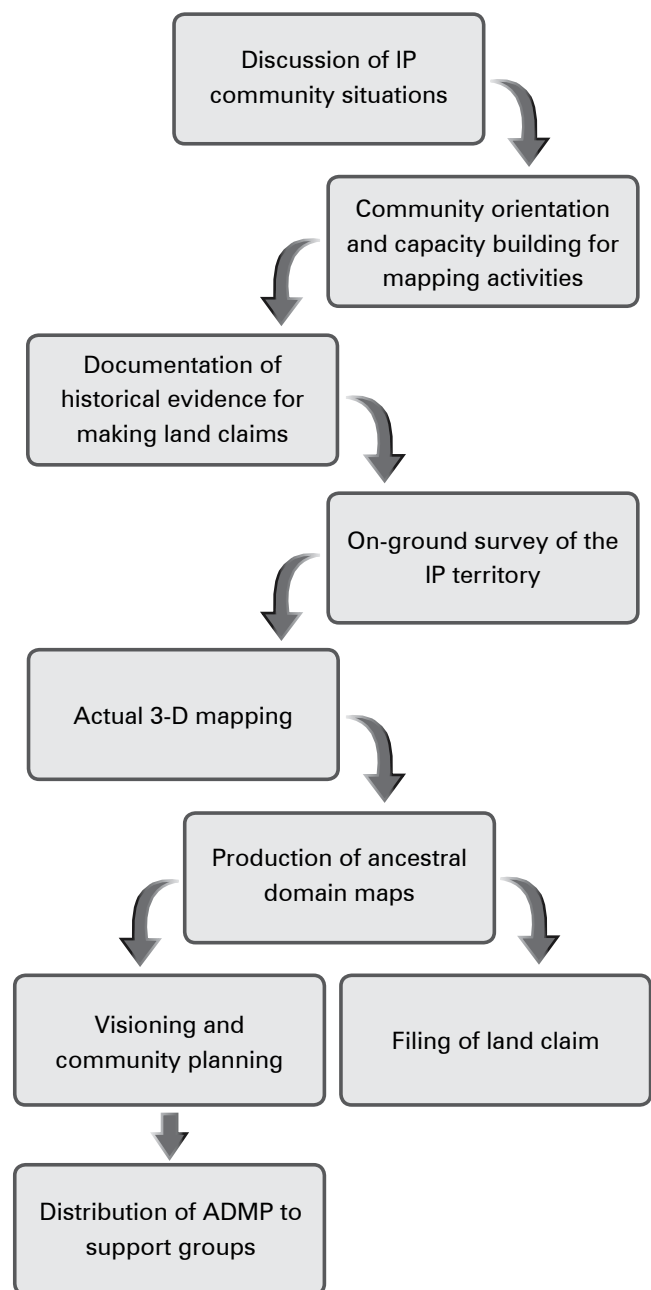 Discussion of IP
community situations
Community orientation
and capacity building for
mapping activities
Documentation of
historical evidence for
making land claims
On-ground survey of the
IP territory
Actual 3-D mapping
Production of ancestral
domain maps
Visioning and
community planning
Filing of land claim
Distribution of ADMP to
support groups